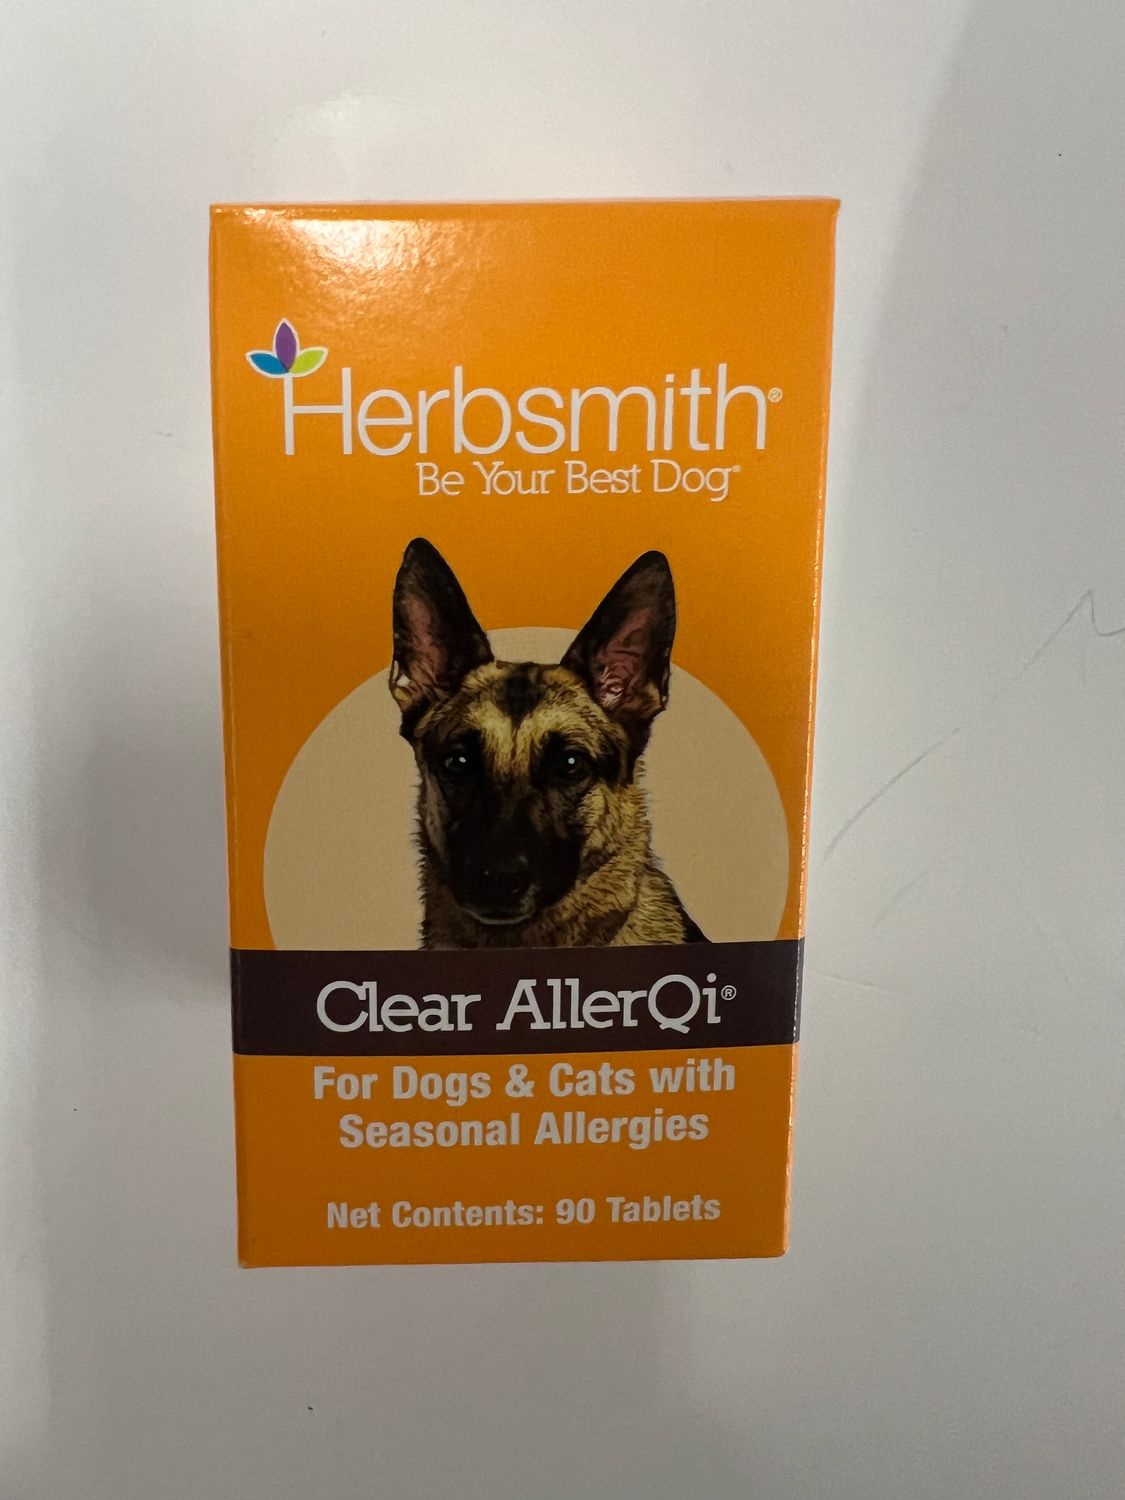 Herbsmith®
Be Your Best Dog®
Clear AllerQi®
For Dogs & Cats with
Seasonal Allergies
Net Contents: 90 Tablets